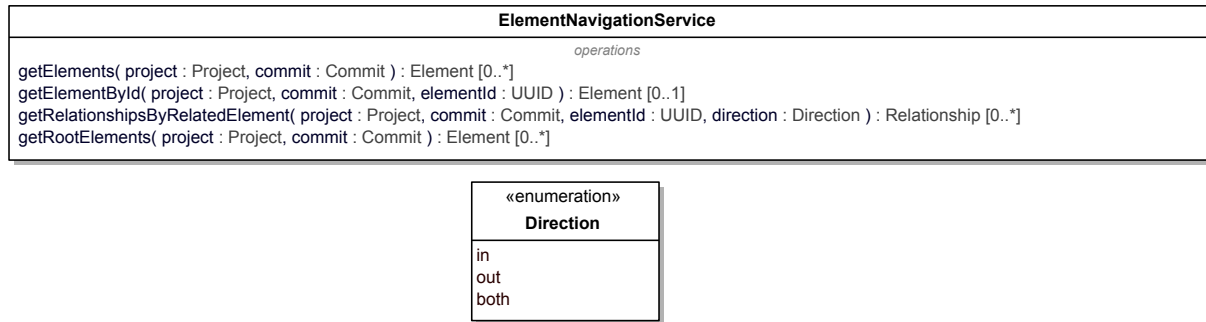 ElementNavigationService
operations
getElements( project : Project, commit : Commit ) : Element [0..*]
getElementById( project : Project, commit : Commit, elementId : UUID ) : Element [0..1]
getRelationshipsByRelatedElement( project : Project, commit : Commit, elementId : UUID, direction : Direction ) : Relationship [0..*]
getRootElements( project : Project, commit : Commit ) : Element [0..*]
«enumeration»
Direction
in
out
both